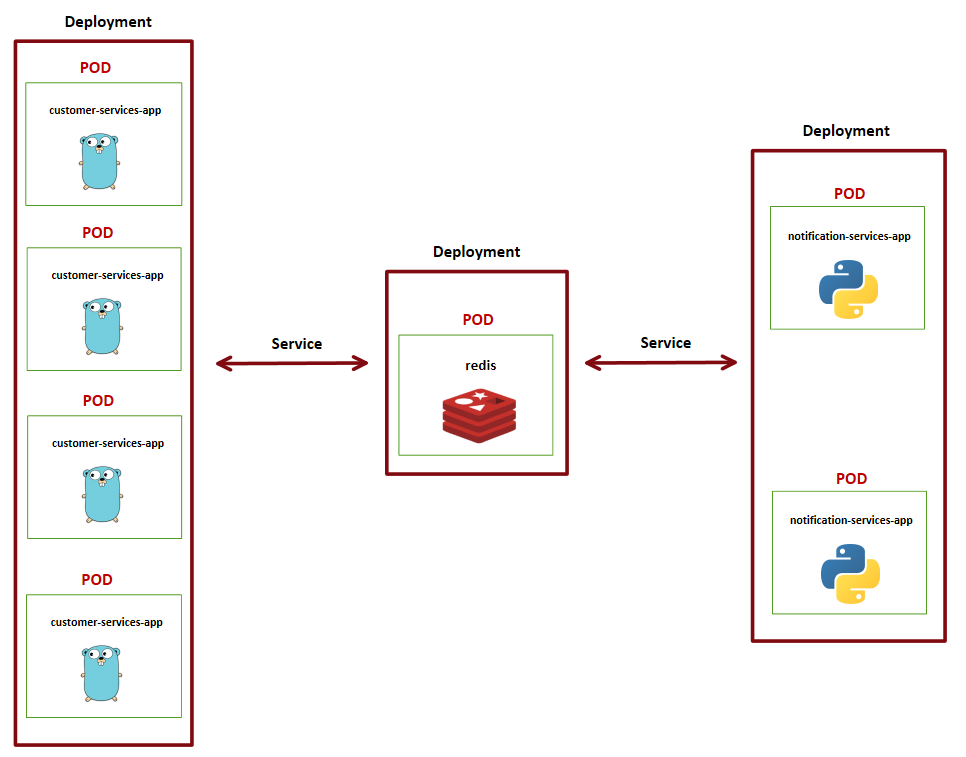 Deployment
POD
customer-services-app
POD
customer-services-app
POD
customer-services-app
POD
customer-services-app
Service
Deployment
POD
redis
Service
Deployment
POD
notification-services-app
POD
notification-services-app